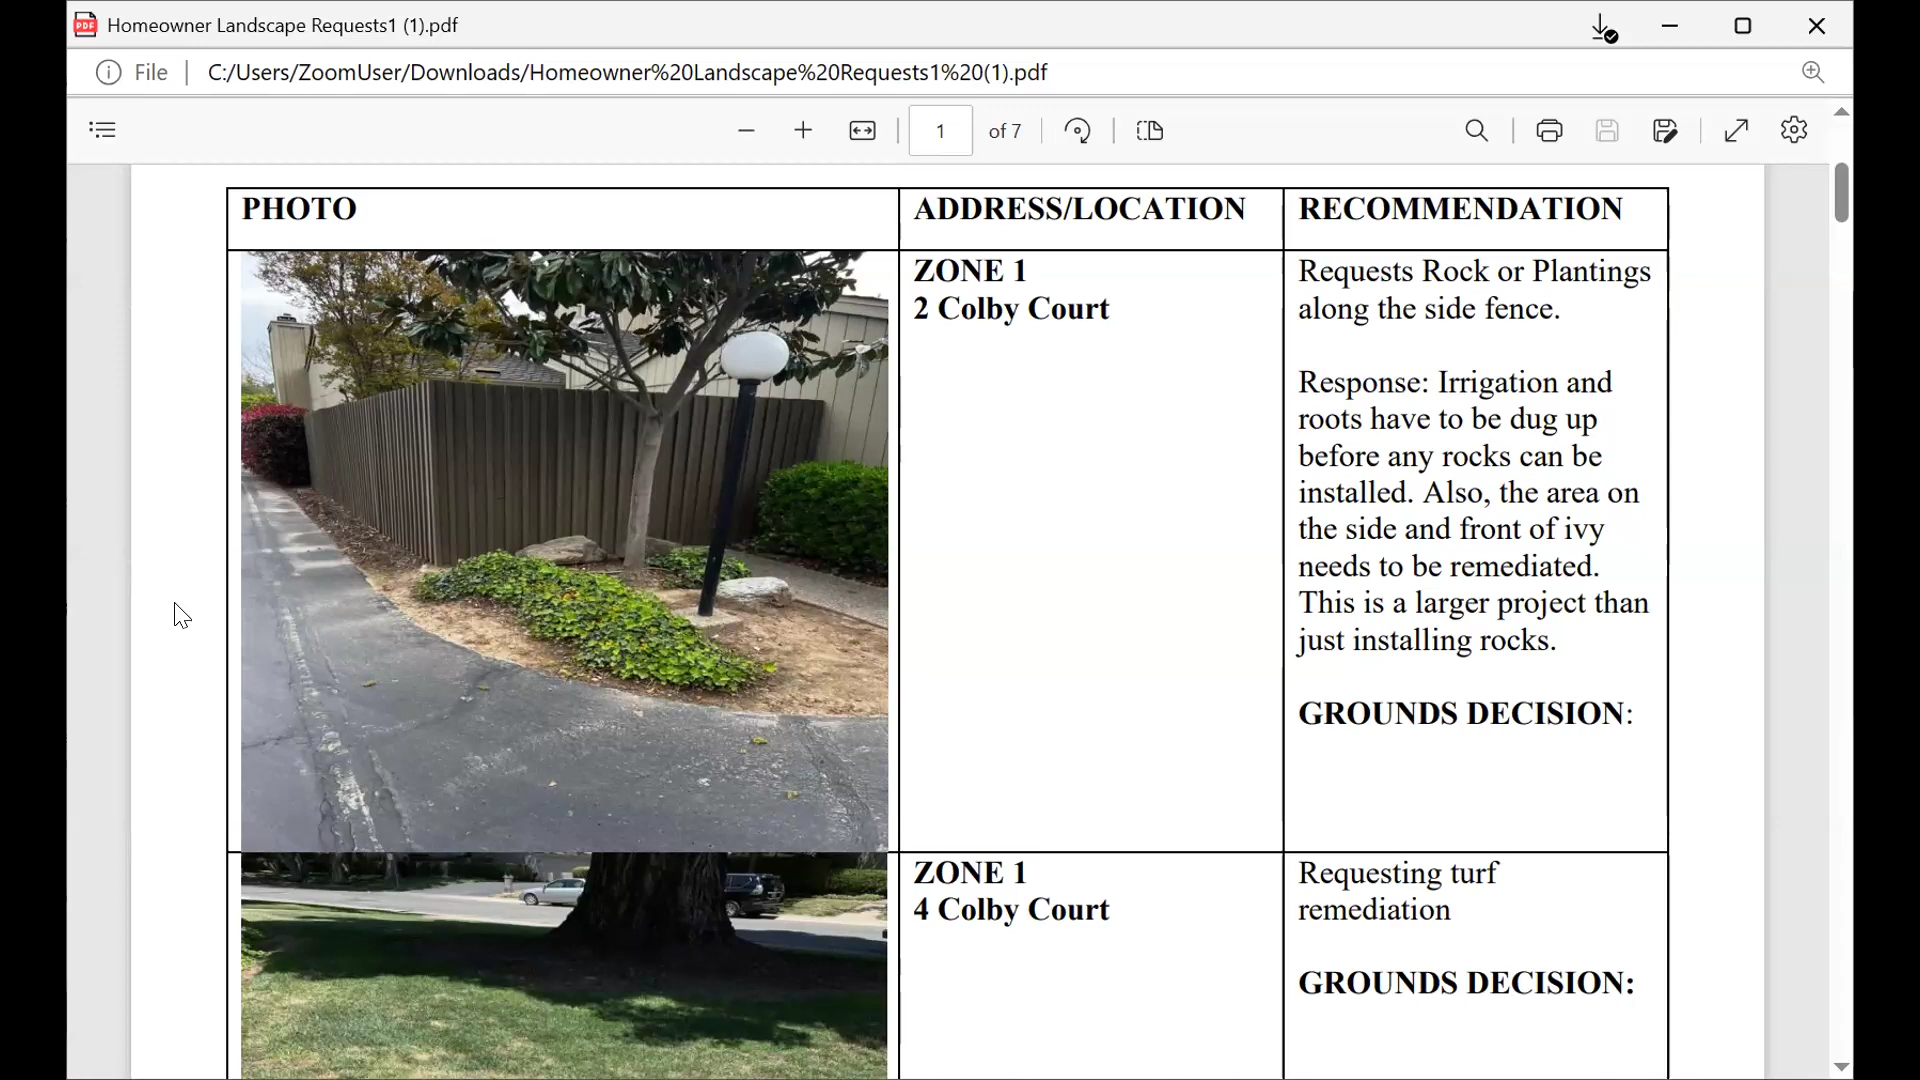 Homeowner Landscape Requests1 (1).pdf
File
C:/Users/ZoomUser/Downloads/Homeowner%20Landscape%20Requests1%20(1).pdf
1 of 7
PHOTO
ADDRESS/LOCATION
RECOMMENDATION
ZONE 1
2 Colby Court
Requests Rock or Plantings
along the side fence.
Response: Irrigation and
roots have to be dug up
before any rocks can be
installed. Also, the area on
the side and front of ivy
needs to be remediated.
This is a larger project than
just installing rocks.
GROUNDS DECISION:
ZONE 1
4 Colby Court
Requesting turf
remediation
GROUNDS DECISION: